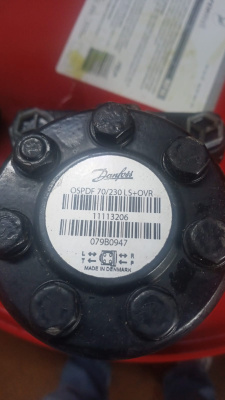 Danfoss
OSPDF 70/230 LS+OVR
11113206
079B0947
L R
T P
MADE IN DENMARK